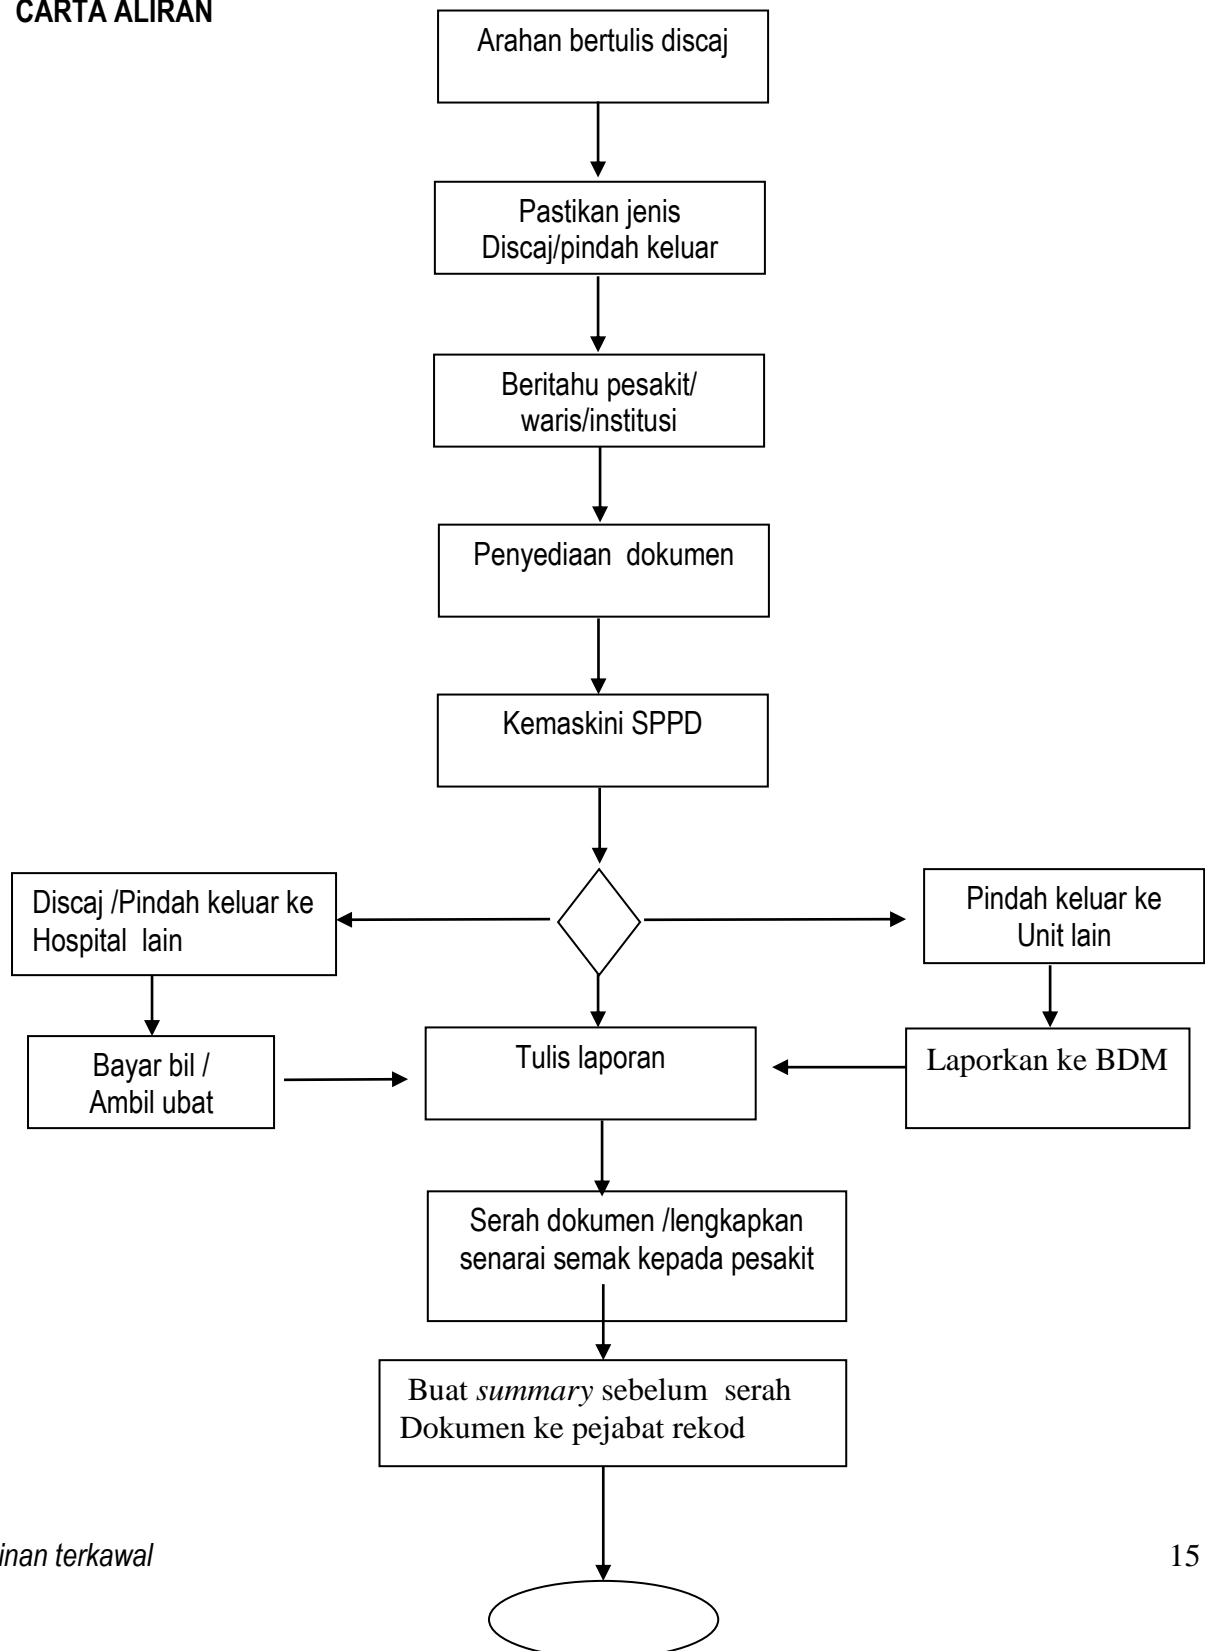 CARTA ALIRAN
Arahan bertulis discaj
Pastikan jenis
Discaj/pindah keluar
Beritahu pesakit/
waris/institusi
Penyediaan dokumen
Kemaskini SPPD
Discaj /Pindah keluar ke
Hospital lain
Pindah keluar ke
Unit lain
Bayar bil /
Ambil ubat
Tulis laporan
Laporkan ke BDM
Serah dokumen /lengkapkan
senarai semak kepada pesakit
Buat summary sebelum serah
Dokumen ke pejabat rekod
inan terkawal
15